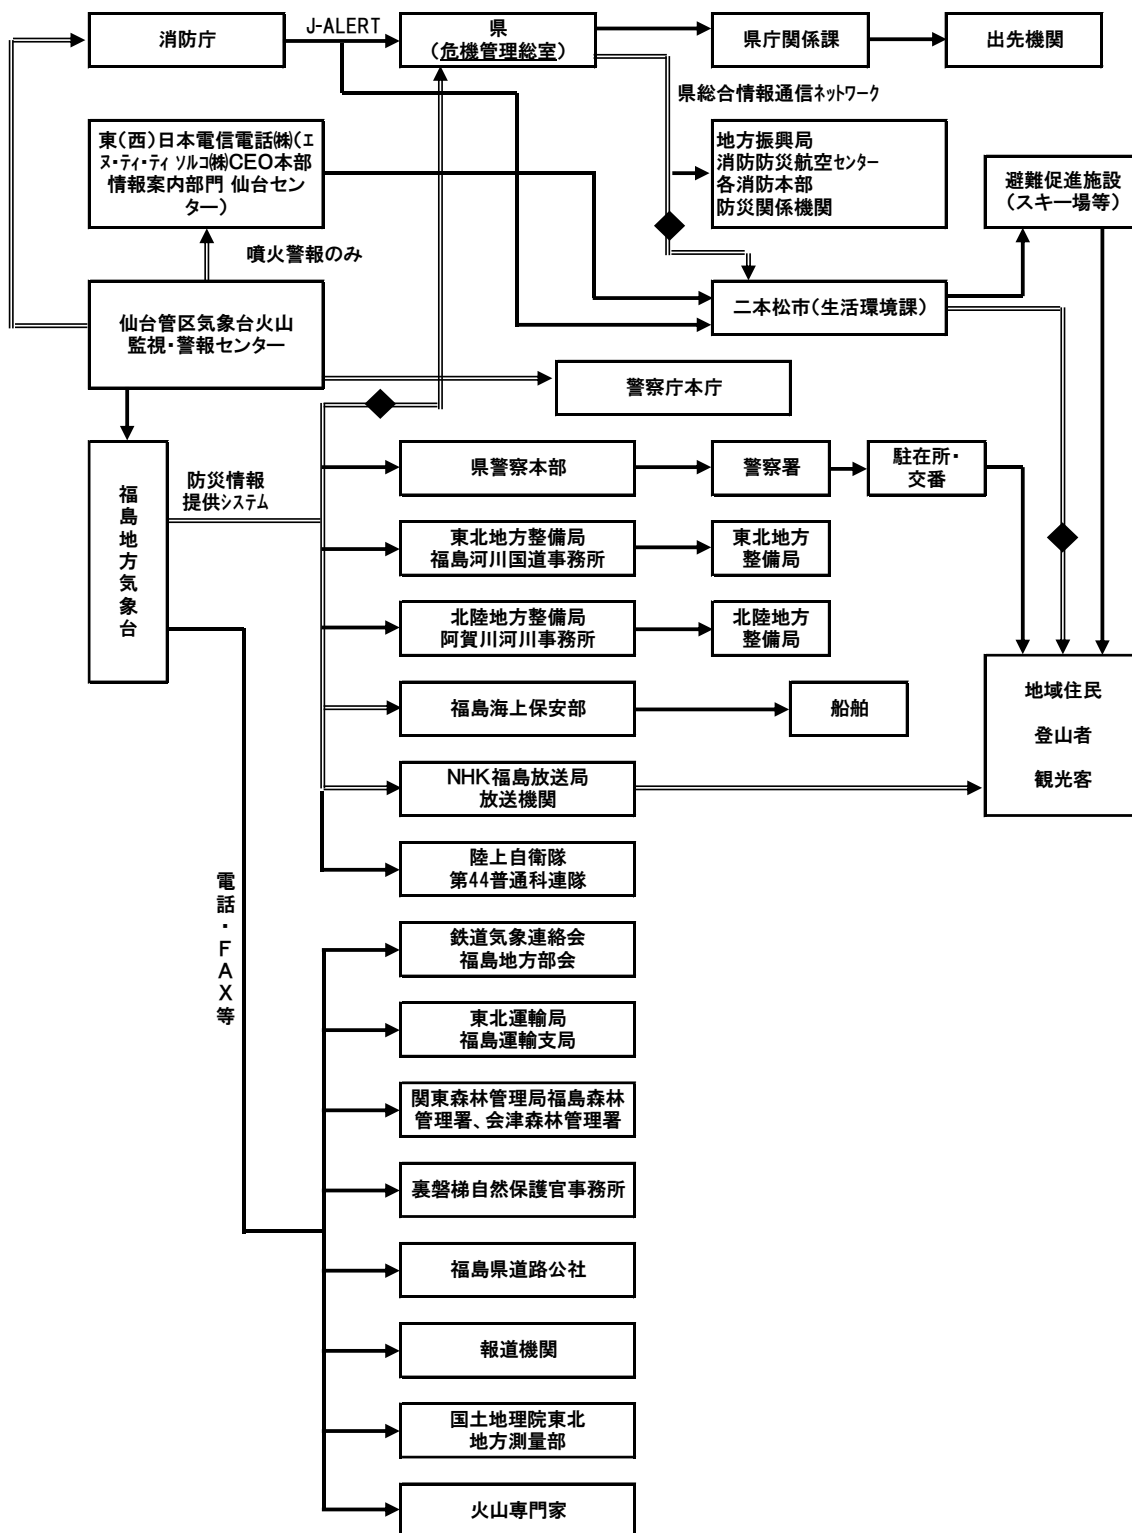 消防庁
J-ALERT
県
（危機管理総室）
県庁関係課
出先機関
県総合情報通信ネットワーク
東(西)日本電信電話㈱(エ
ヌ・ティ・ティ ソルコ㈱CEO本部
情報案内部門 仙台セン
ター)
地方振興局
消防防災航空センター
各消防本部
防災関係機関
避難促進施設
（スキー場等）
噴火警報のみ
仙台管区気象台火山
監視・警報センター
二本松市（生活環境課）
警察庁本庁
福島地方気象台
防災情報
提供システム
県警察本部
警察署
駐在所・
交番
東北地方整備局
福島河川国道事務所
東北地方
整備局
北陸地方整備局
阿賀川河川事務所
北陸地方
整備局
福島海上保安部
船舶
地域住民
登山者
観光客
NHK福島放送局
放送機関
陸上自衛隊
第44普通科連隊
電話・FAX等
鉄道気象連絡会
福島地方部会
東北運輸局
福島運輸支局
関東森林管理局福島森林
管理署、会津森林管理署
裏磐梯自然保護官事務所
福島県道路公社
報道機関
国土地理院東北
地方測量部
火山専門家